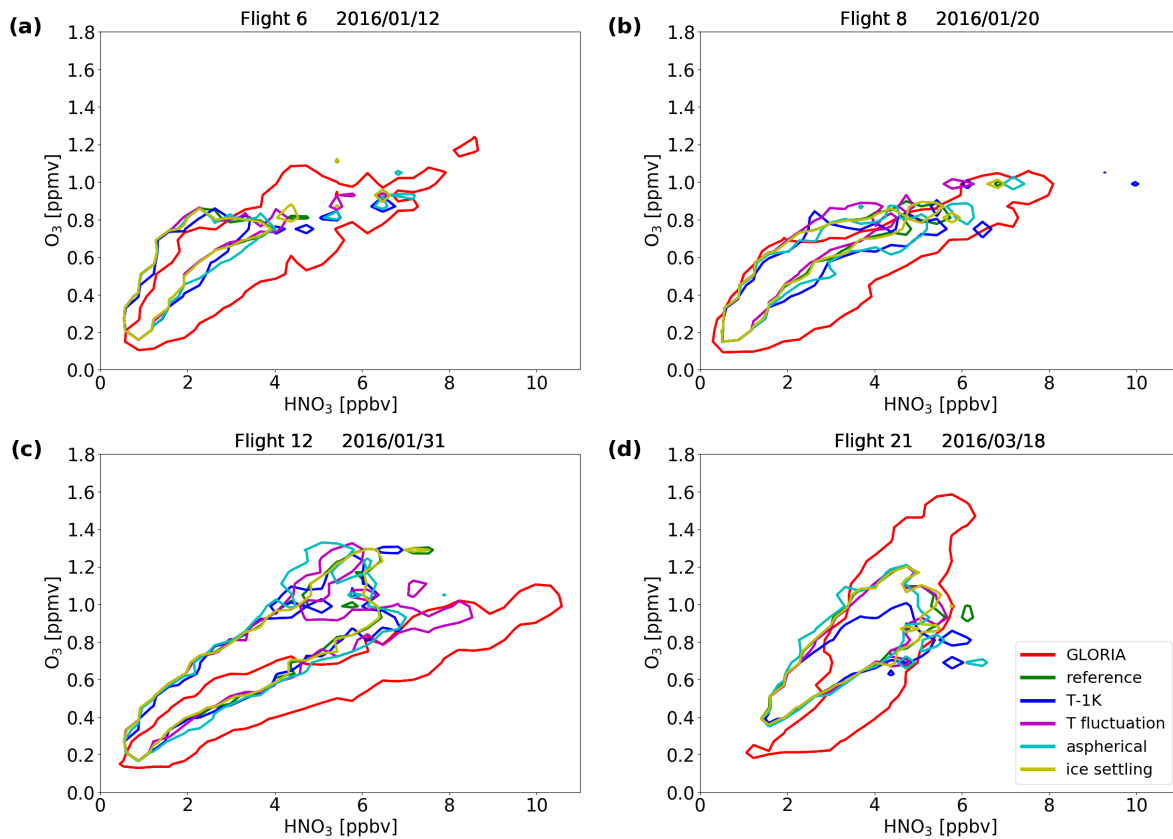 (a)
Flight 6 2016/01/12
1.8
1.6
1.4
1.2
1.0
0.8
0.6
0.4
0.2
0.0
O₃ [ppmv]
0 2 4 6 8 10
HNO₃ [ppbv]
(b)
Flight 8 2016/01/20
1.8
1.6
1.4
1.2
1.0
0.8
0.6
0.4
0.2
0.0
O₃ [ppmv]
0 2 4 6 8 10
HNO₃ [ppbv]
(c)
Flight 12 2016/01/31
1.8
1.6
1.4
1.2
1.0
0.8
0.6
0.4
0.2
0.0
O₃ [ppmv]
0 2 4 6 8 10
HNO₃ [ppbv]
(d)
Flight 21 2016/03/18
1.8
1.6
1.4
1.2
1.0
0.8
0.6
0.4
0.2
0.0
O₃ [ppmv]
0 2 4 6 8 10
HNO₃ [ppbv]
GLORIA
reference
T-1K
T fluctuation
aspherical
ice settling